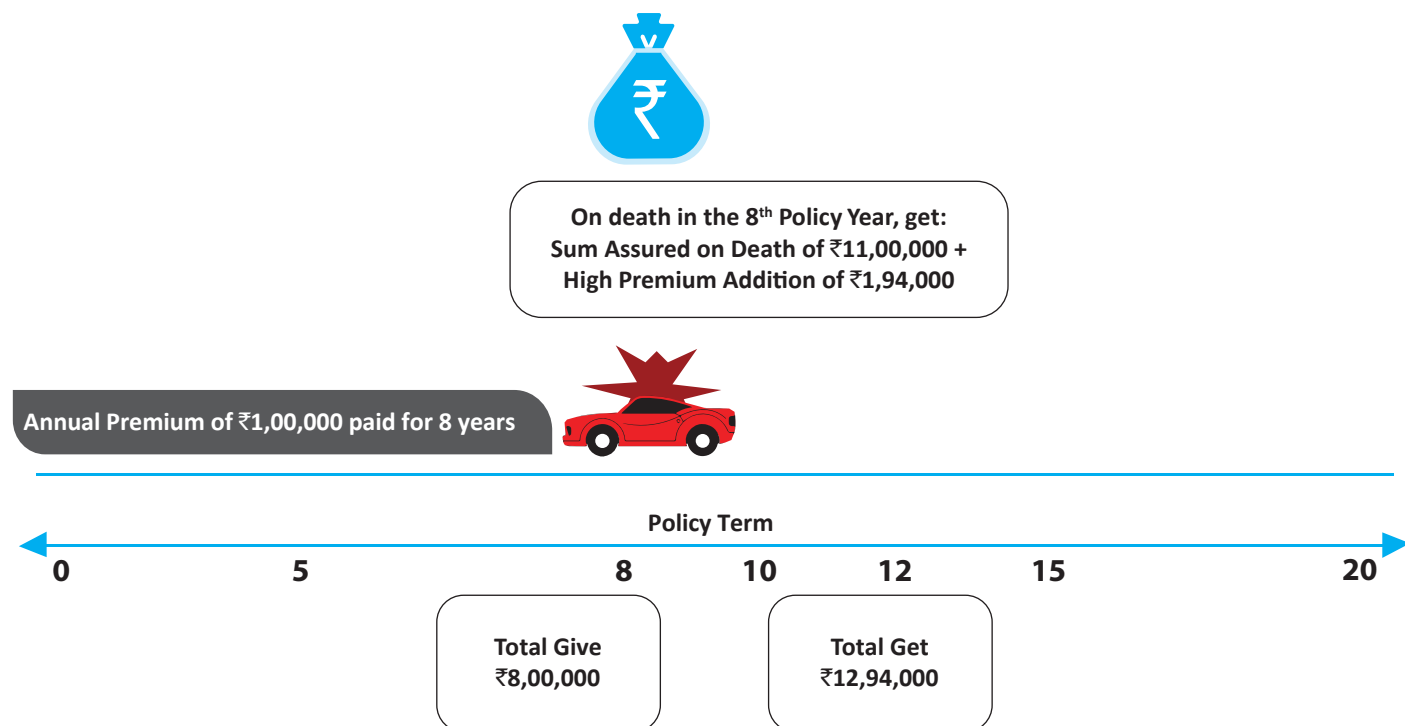 ₹
On death in the 8th Policy Year, get:
Sum Assured on Death of ₹11,00,000 +
High Premium Addition of ₹1,94,000
Annual Premium of ₹1,00,000 paid for 8 years
Policy Term
0 5 8 10 12 15 20
Total Give
₹8,00,000
Total Get
₹12,94,000